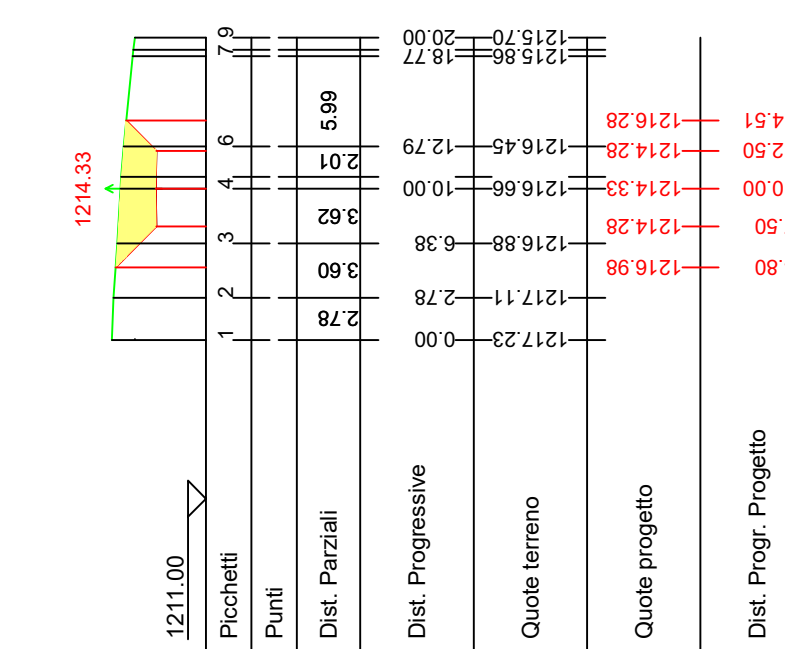 1214.33
1211.00
Picchetti 1 2 3 4 6 7 9
Punti
Dist. Parziali 2.78 3.60 3.62 2.01 5.99
Dist. Progressive 0.00 2.78 6.38 10.00 12.79 18.77 20.00
Quote terreno 1217.23 1217.11 1216.88 1216.66 1216.45 1215.86 1215.70
Quote progetto 1216.98 1214.28 1214.33 1214.28 1216.28
Dist. Progr. Progetto .80 .50 0.00 2.50 4.51